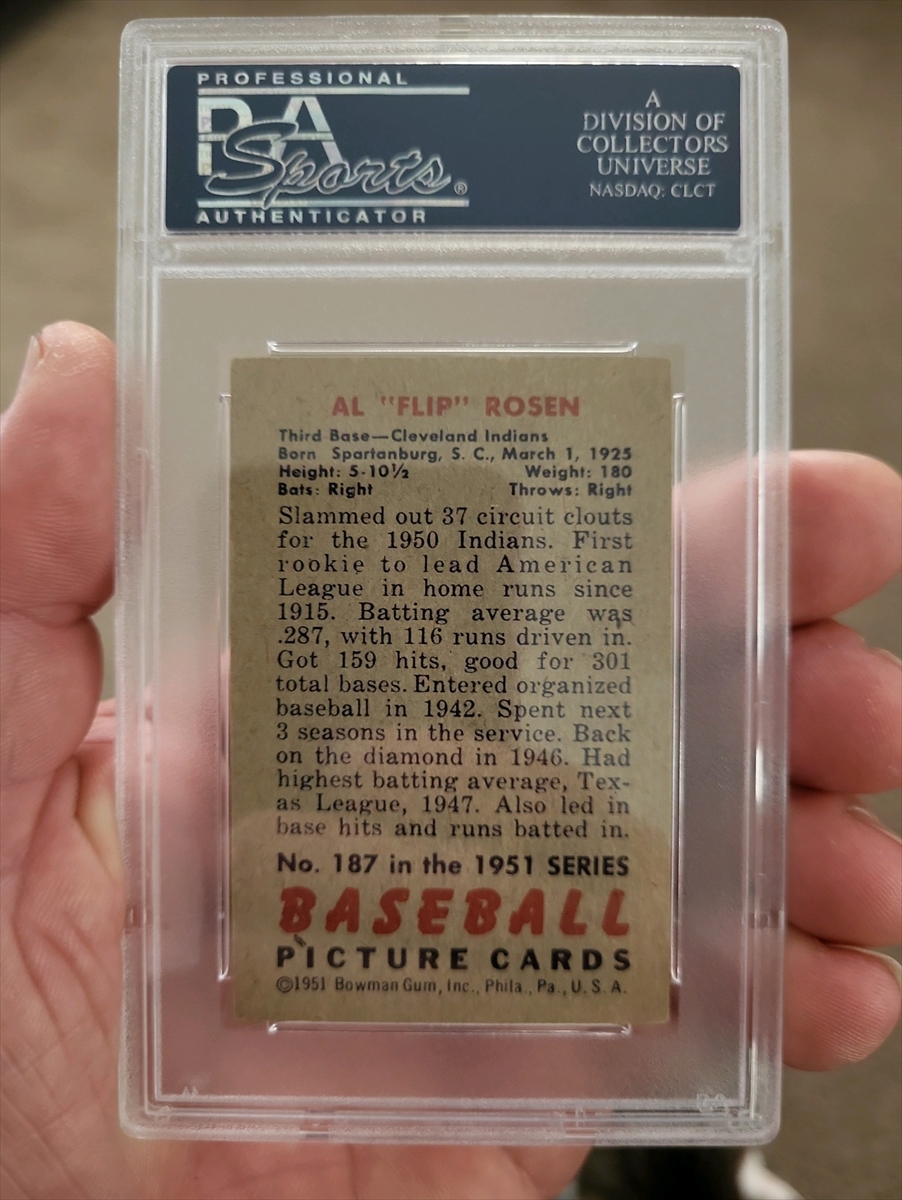 PROFESSIONAL
PSA
Sports®
AUTHENTICATOR
A
DIVISION OF
COLLECTORS
UNIVERSE
NASDAQ: CLCT
AL "FLIP" ROSEN
Third Base—Cleveland Indians
Born Spartanburg, S. C., March 1, 1925
Height: 5-10½ Weight: 180
Bats: Right Throws: Right
Slammed out 37 circuit clouts
for the 1950 Indians. First
rookie to lead American
League in home runs since
1915. Batting average was
.287, with 116 runs driven in.
Got 159 hits, good for 301
total bases. Entered organized
baseball in 1942. Spent next
3 seasons in the service. Back
on the diamond in 1946. Had
highest batting average, Tex-
as League, 1947. Also led in
base hits and runs batted in.
No. 187 in the 1951 SERIES
BASEBALL
PICTURE CARDS
©1951 Bowman Gum, Inc., Phila., Pa., U. S. A.